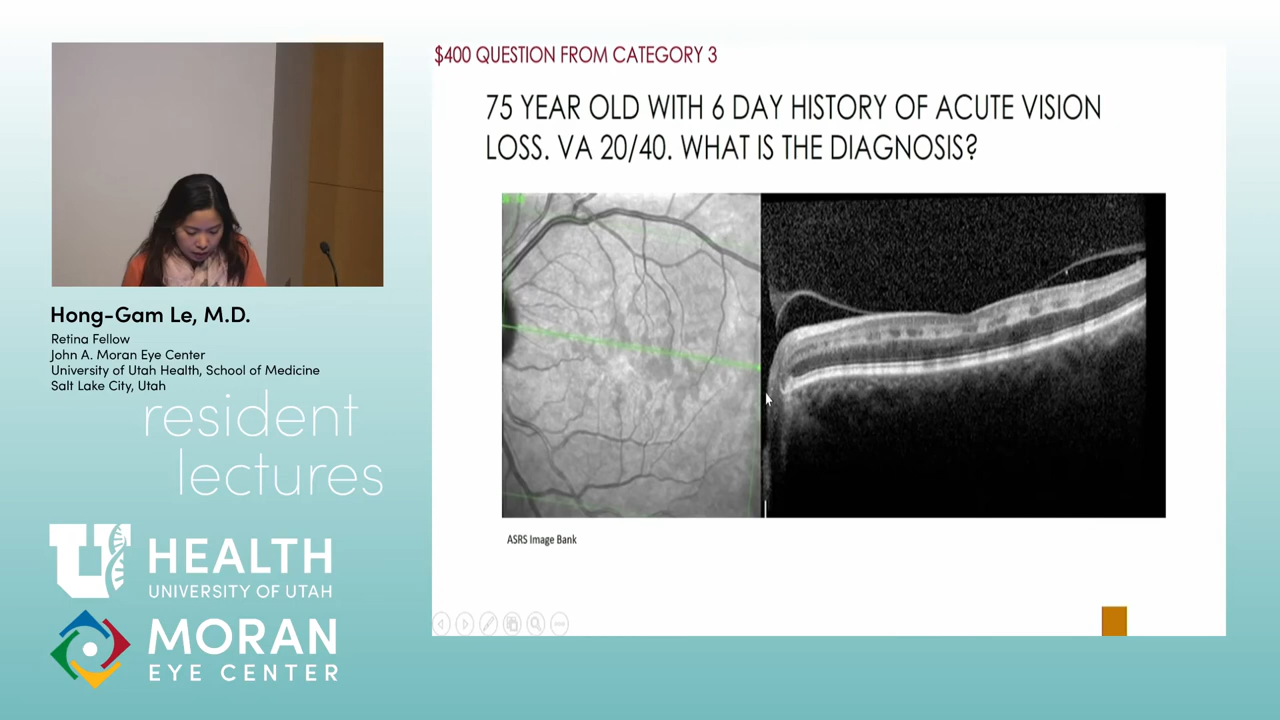 $400 QUESTION FROM CATEGORY 3
75 YEAR OLD WITH 6 DAY HISTORY OF ACUTE VISION
LOSS. VA 20/40. WHAT IS THE DIAGNOSIS?
ASRS Image Bank
Hong-Gam Le, M.D.
Retina Fellow
John A. Moran Eye Center
University of Utah Health, School of Medicine
Salt Lake City, Utah
resident
lectures
U HEALTH
UNIVERSITY OF UTAH
MORAN
EYE CENTER